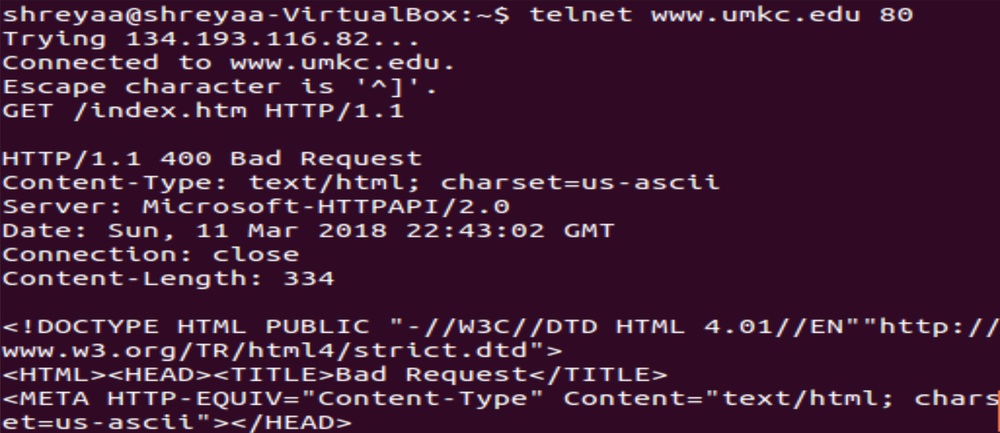 shreyaa@shreyaa-VirtualBox:~$ telnet www.umkc.edu 80
Trying 134.193.116.82...
Connected to www.umkc.edu.
Escape character is '^]'.
GET /index.htm HTTP/1.1

HTTP/1.1 400 Bad Request
Content-Type: text/html; charset=us-ascii
Server: Microsoft-HTTPAPI/2.0
Date: Sun, 11 Mar 2018 22:43:02 GMT
Connection: close
Content-Length: 334

<!DOCTYPE HTML PUBLIC "-//W3C//DTD HTML 4.01//EN""http://
www.w3.org/TR/html4/strict.dtd">
<HTML><HEAD><TITLE>Bad Request</TITLE>
<META HTTP-EQUIV="Content-Type" Content="text/html; chars
et=us-ascii"></HEAD>